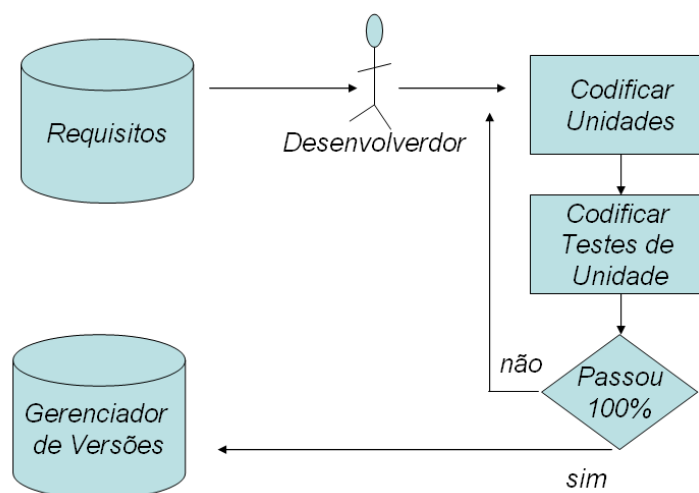 Requisitos
Desenvolverdor
Codificar
Unidades
Codificar
Testes de
Unidade
não
Passou
100%
sim
Gerenciador
de Versões